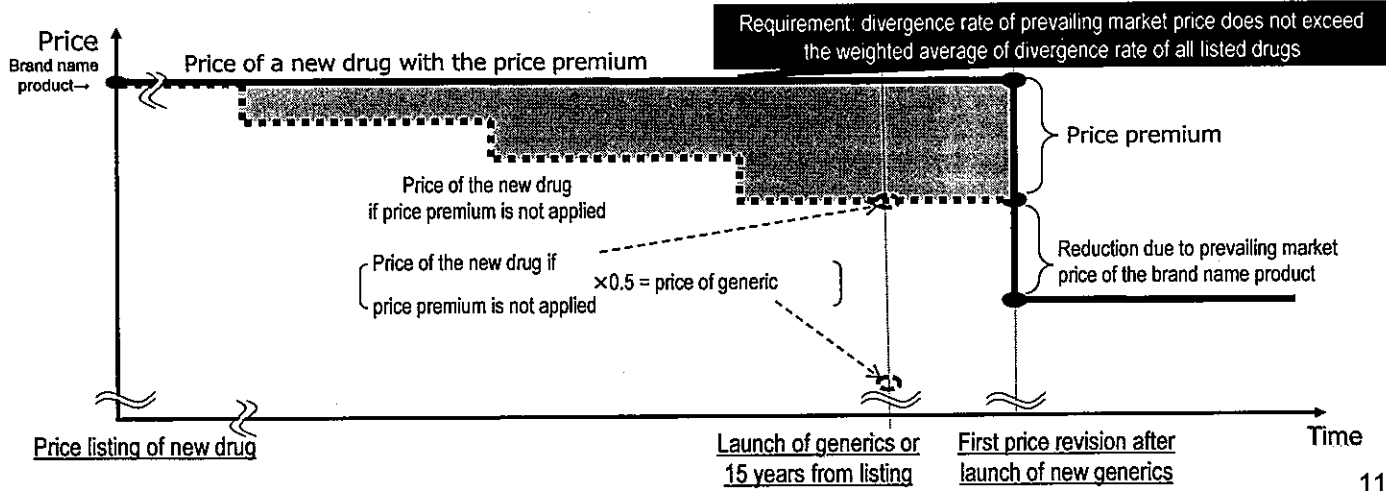 Requirement: divergence rate of prevailing market price does not exceed
the weighted average of divergence rate of all listed drugs
Price
Brand name
product→
Price of a new drug with the price premium
Price premium
Price of the new drug
if price premium is not applied
Reduction due to prevailing market
price of the brand name product
Price of the new drug if
price premium is not applied
×0.5 = price of generic
Time
Price listing of new drug
Launch of generics or
15 years from listing
First price revision after
launch of new generics
11